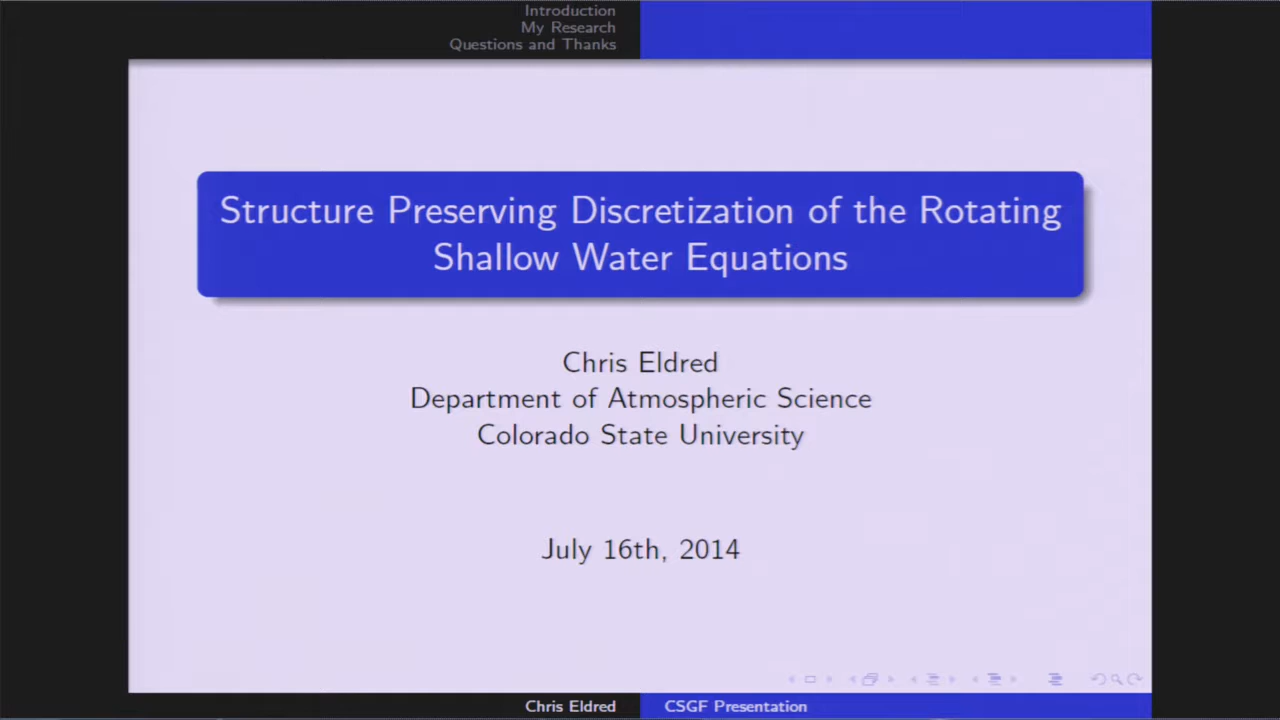 Introduction
My Research
Questions and Thanks
Structure Preserving Discretization of the Rotating
Shallow Water Equations
Chris Eldred
Department of Atmospheric Science
Colorado State University
July 16th, 2014
Chris Eldred
CSGF Presentation